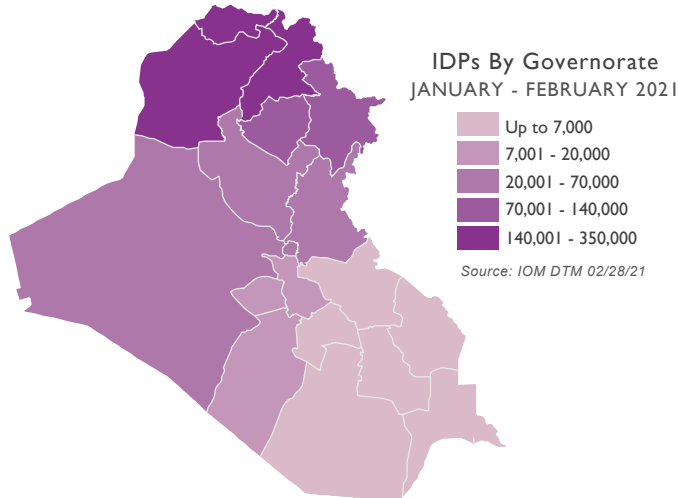 IDPs By Governorate
JANUARY - FEBRUARY 2021
Up to 7,000
7,001 - 20,000
20,001 - 70,000
70,001 - 140,000
140,001 - 350,000
Source: IOM DTM 02/28/21